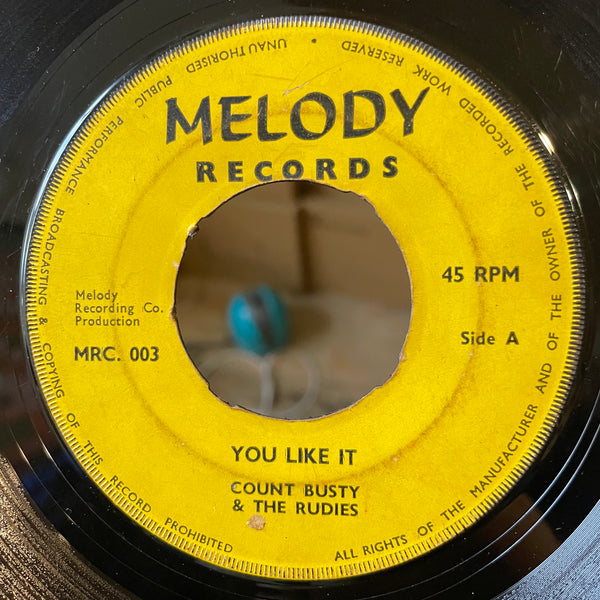 MELODY
RECORDS
45 RPM
Side A
Melody
Recording Co.
Production
MRC. 003
YOU LIKE IT
COUNT BUSTY
& THE RUDIES
ALL RIGHTS OF THE MANUFACTURER AND OF THE OWNER OF THE RECORDED WORK RESERVED • UNAUTHORISED PUBLIC PERFORMANCE BROADCASTING & COPYING OF THIS RECORD PROHIBITED